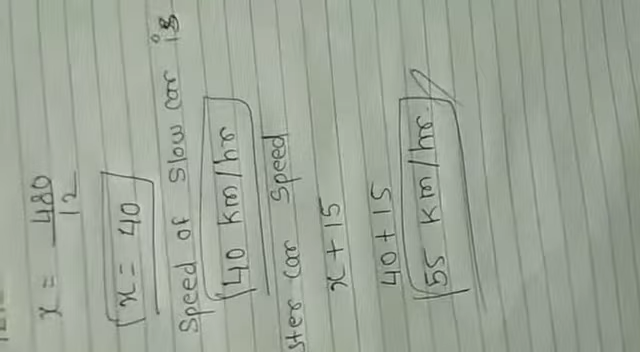 x = 480/12
x = 40
Speed of slow car is
40 km/hr
ster car speed
x + 15
40 + 15
55 km/hr.